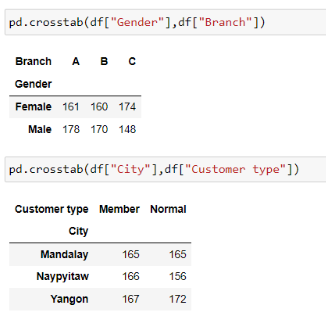 pd.crosstab(df["Gender"],df["Branch"])
Branch A B C
Gender
Female 161 160 174
Male 178 170 148
pd.crosstab(df["City"],df["Customer type"])
Customer type Member Normal
City
Mandalay 165 165
Naypyitaw 166 156
Yangon 167 172